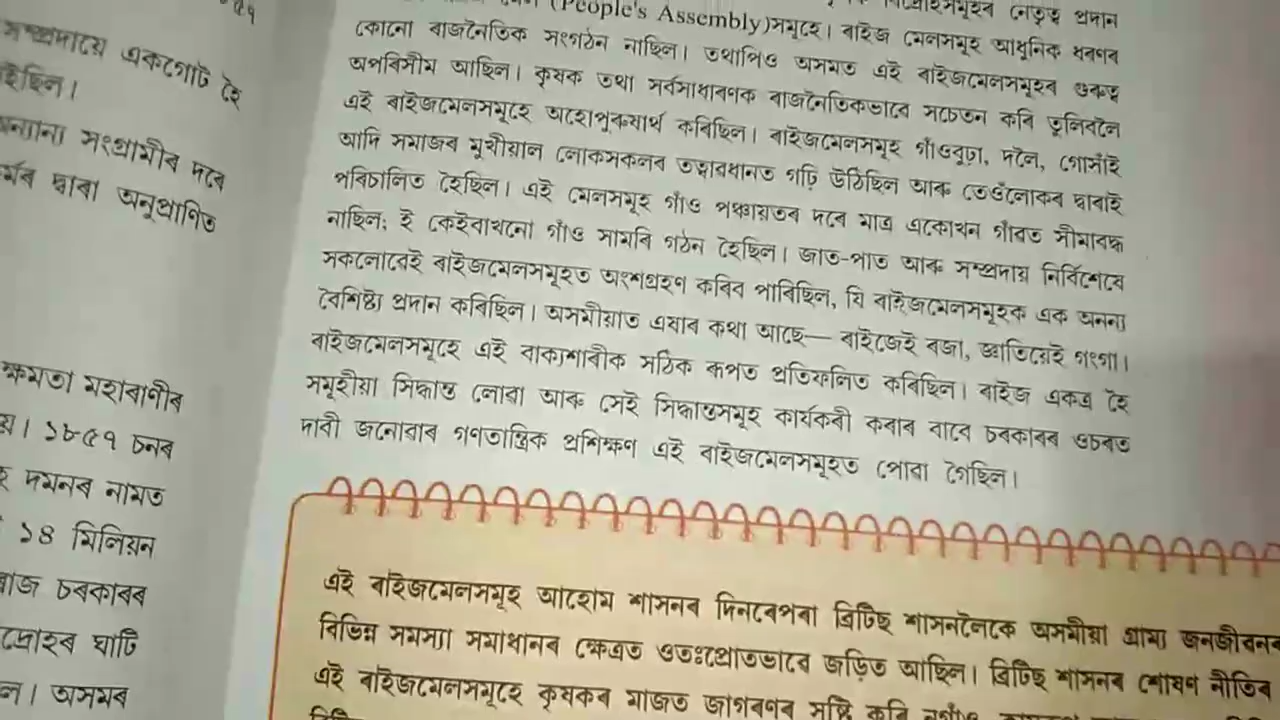 ৫৭
সম্প্ৰদায়ে একগোট হৈ
ন্যান্য সংগ্ৰামীৰ দৰে
ৰ্মৰ দ্বাৰা অনুপ্ৰাণিত
ক্ষমতা মহাৰাণীৰ
য়। ১৮৫৭ চনৰ
দমনৰ নামত
১৪ মিলিয়ন
ৰাজ চৰকাৰৰ
দ্ৰোহৰ ঘাটি
ল। অসমৰ
(People's Assembly)সমূহে। ৰাইজ মেলসমূহৰ নেতৃত্ব প্ৰদান
কোনো ৰাজনৈতিক সংগঠন নাছিল। তথাপিও অসমত এই ৰাইজমেলসমূহৰ গুৰুত্ব
অপৰিসীম আছিল। কৃষক তথা সৰ্বসাধাৰণক ৰাজনৈতিকভাৱে সচেতন কৰি তুলিবলৈ
এই ৰাইজমেলসমূহে অহোপুৰুষাৰ্থ কৰিছিল। ৰাইজমেলসমূহ গাঁওবুঢ়া, দলৈ, গোসাঁই
আদি সমাজৰ মুখীয়াল লোকসকলৰ তত্বাৱধানত গঢ়ি উঠিছিল আৰু তেওঁলোকৰ দ্বাৰাই
পৰিচালিত হৈছিল। এই মেলসমূহ গাঁও পঞ্চায়তৰ দৰে মাত্ৰ একোখন গাঁৱত সীমাবদ্ধ
নাছিল; ই কেইবাখনো গাঁও সামৰি গঠন হৈছিল। জাত-পাত আৰু সম্প্ৰদায় নিৰ্বিশেষে
সকলোৱেই ৰাইজমেলসমূহত অংশগ্ৰহণ কৰিব পাৰিছিল, যি ৰাইজমেলসমূহক এক অনন্য
বৈশিষ্ট্য প্ৰদান কৰিছিল। অসমীয়াত এষাৰ কথা আছে— ৰাইজেই ৰজা, জ্ঞাতিয়েই গংগা।
ৰাইজমেলসমূহে এই বাক্যশাৰীক সঠিক ৰূপত প্ৰতিফলিত কৰিছিল। ৰাইজ একত্ৰ হৈ
সমূহীয়া সিদ্ধান্ত লোৱা আৰু সেই সিদ্ধান্তসমূহ কাৰ্যকৰী কৰাৰ বাবে চৰকাৰৰ ওচৰত
দাবী জনোৱাৰ গণতান্ত্ৰিক প্ৰশিক্ষণ এই ৰাইজমেলসমূহত পোৱা গৈছিল।
এই ৰাইজমেলসমূহ আহোম শাসনৰ দিনৰেপৰা ব্ৰিটিছ শাসনলৈকে অসমীয়া গ্ৰাম্য জনজীৱনৰ
বিভিন্ন সমস্যা সমাধানৰ ক্ষেত্ৰত ওতঃপ্ৰোতভাৱে জড়িত আছিল। ব্ৰিটিছ শাসনৰ শোষণ নীতিৰ
এই ৰাইজমেলসমূহে কৃষকৰ মাজত জাগৰণৰ সৃষ্টি কৰি